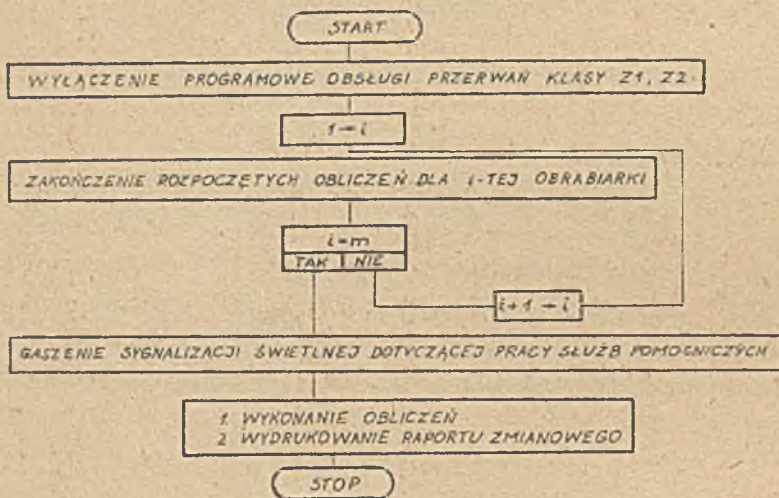 START
WYŁĄCZENIE PROGRAMOWE OBSŁUGI PRZERWAŃ KLASY Z1, Z2
1→i
ZAKOŃCZENIE ROZPOCZĘTYCH OBLICZEŃ DLA i-TEJ OBRABIARKI
i=m
TAK NIE
i+1→i
GASZENIE SYGNALIZACJI ŚWIETLNEJ DOTYCZĄCEJ PRACY SŁUŻB POMOCNICZYCH
1 WYKONANIE OBLICZEŃ
2 WYDRUKOWANIE RAPORTU ZMIANOWEGO
STOP